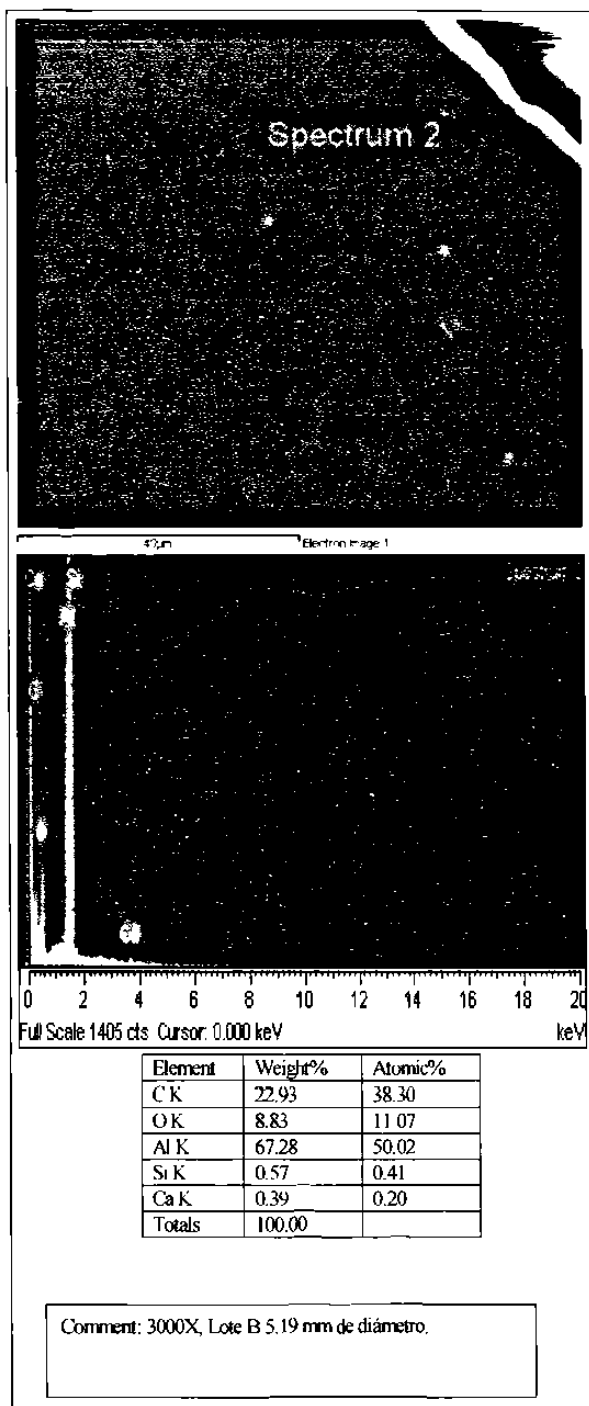 Spectrum 2
Electron Image 1
0 2 4 6 8 10 12 14 16 18 20
Full Scale 1405 cts Cursor: 0.000 keV keV
Element Weight% Atomic%
C K 22.93 38.30
O K 8.83 11.07
Al K 67.28 50.02
Si K 0.57 0.41
Ca K 0.39 0.20
Totals 100.00
Comment: 3000X, Lote B 5.19 mm de diámetro.